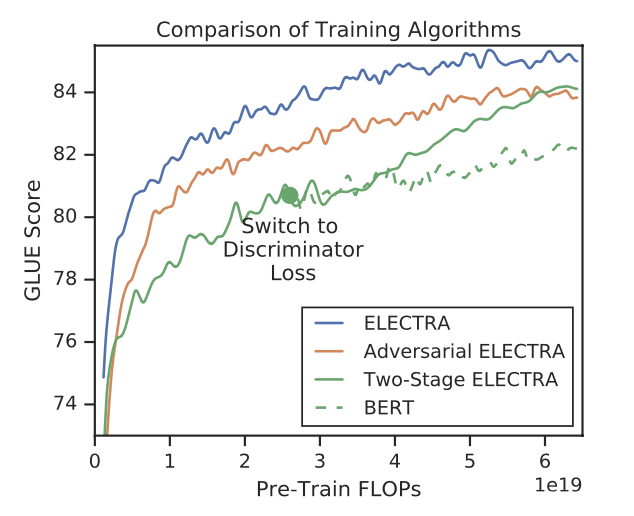 Comparison of Training Algorithms
84
82
80
78
76
74
GLUE Score
Switch to
Discriminator
Loss
ELECTRA
Adversarial ELECTRA
Two-Stage ELECTRA
BERT
0 1 2 3 4 5 6
1e19
Pre-Train FLOPs